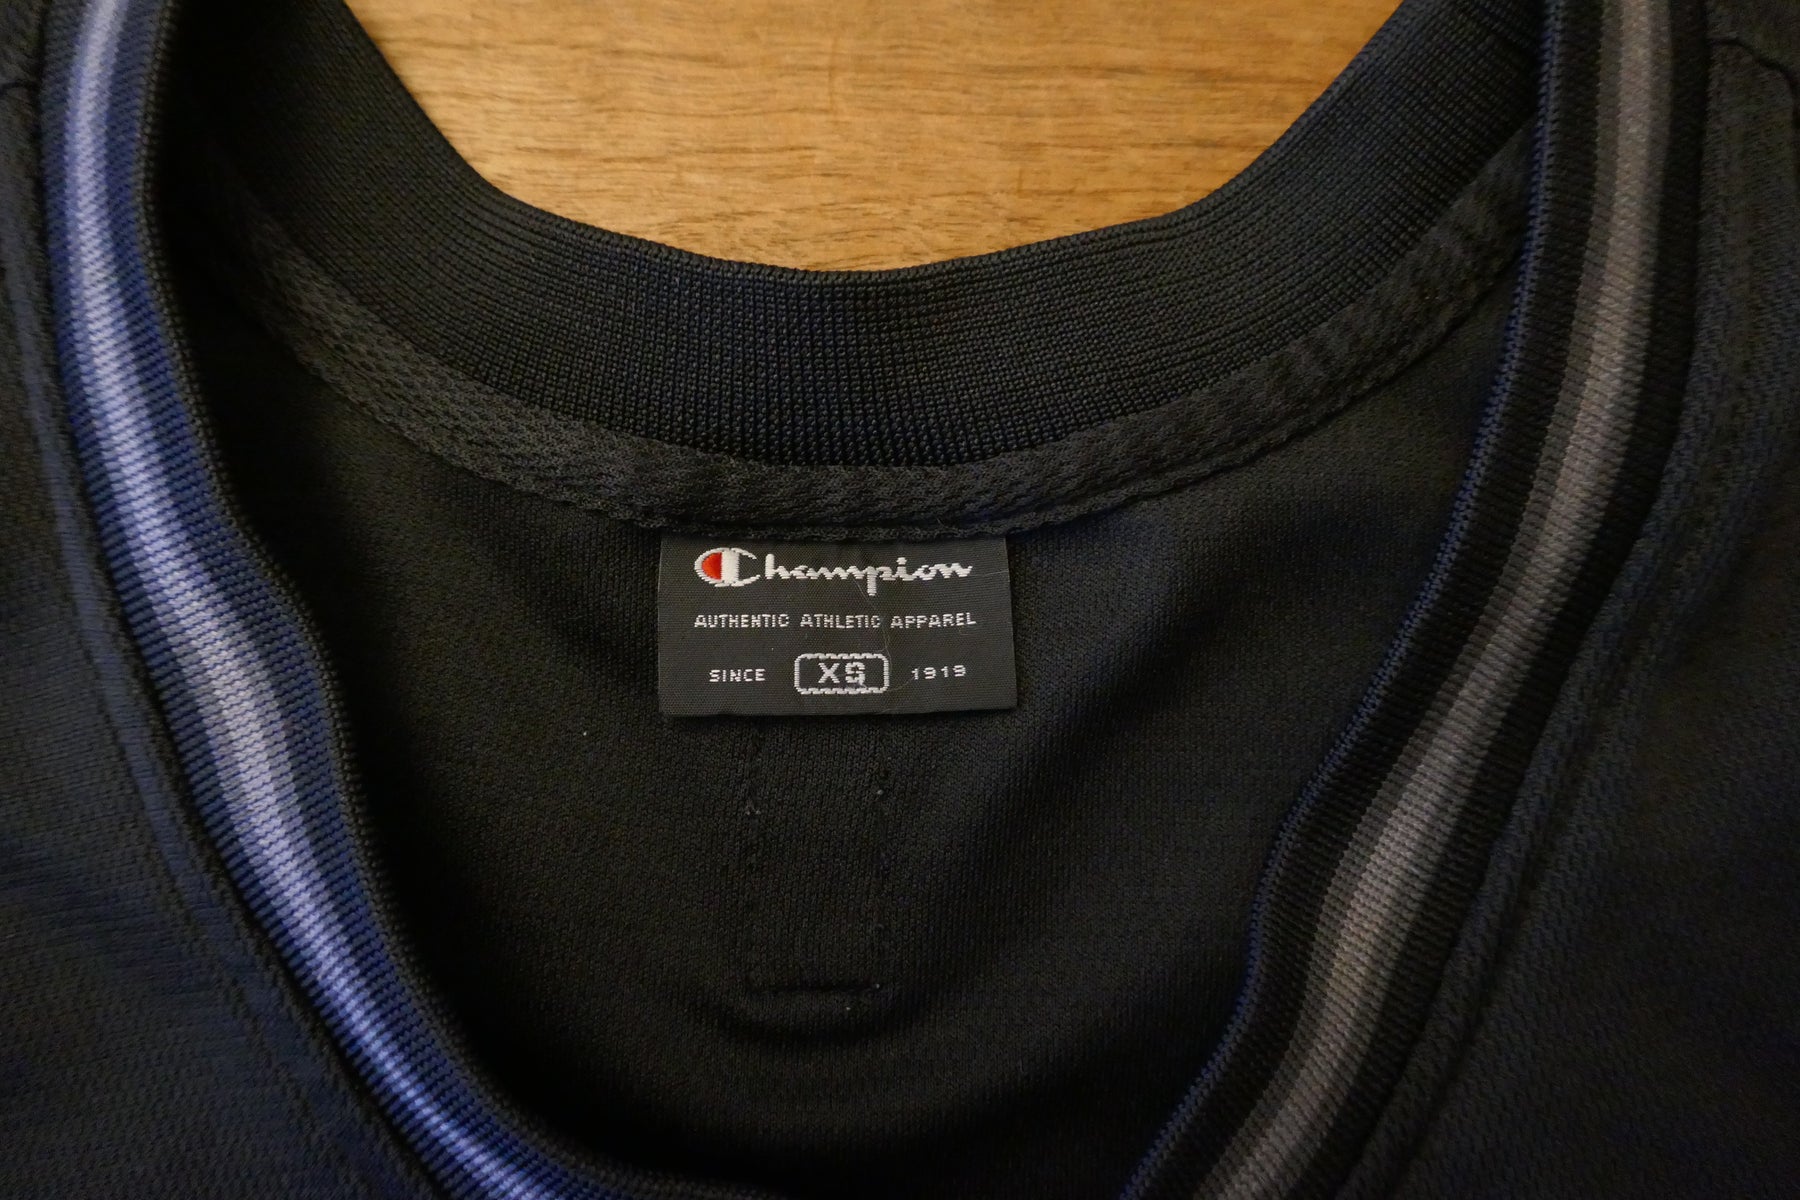 Champion
AUTHENTIC ATHLETIC APPAREL
SINCE XS 1919